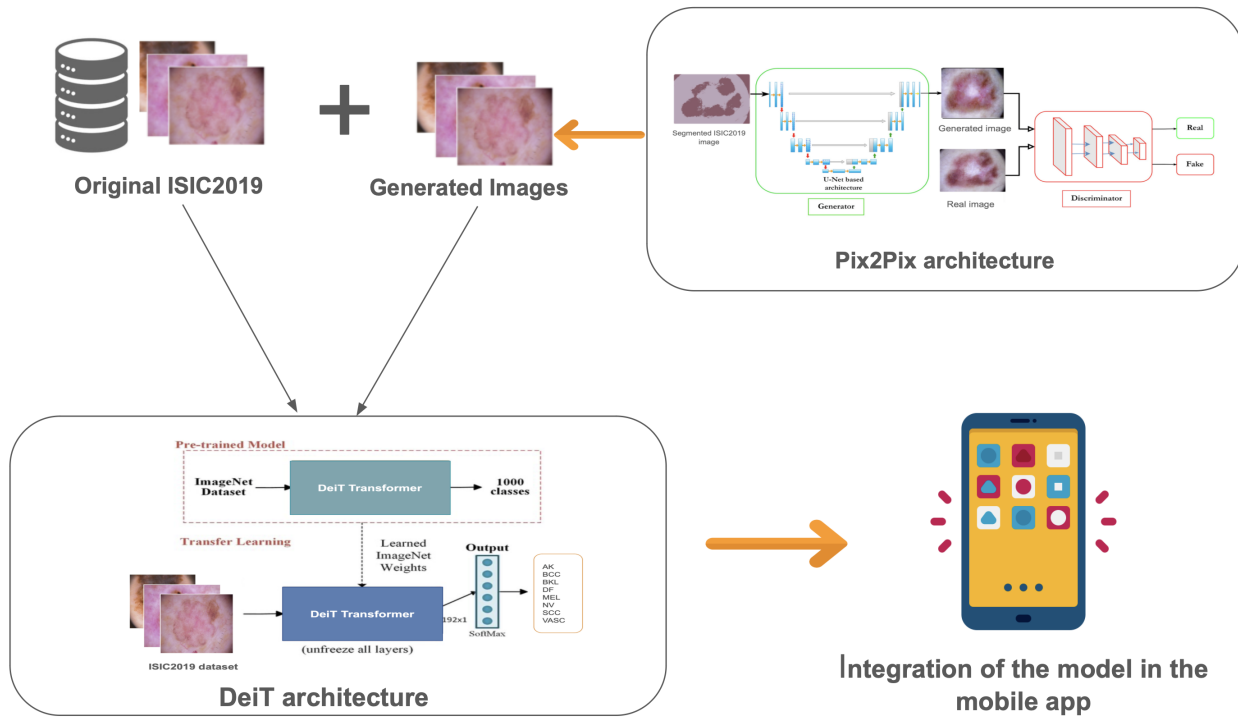 Original ISIC2019
Generated Images
Segmented ISIC2019
image
U-Net based
architecture
Generator
Generated image
Real image
Discriminator
Real
Fake
Pix2Pix architecture
Pre-trained Model
ImageNet
Dataset
DeiT Transformer
1000
classes
Transfer Learning
Learned
ImageNet
Weights
Output
DeiT Transformer
192x1
SoftMax
(unfreeze all layers)
ISIC2019 dataset
AK
BCC
BKL
DF
MEL
NV
SCC
VASC
DeiT architecture
Integration of the model in the
mobile app